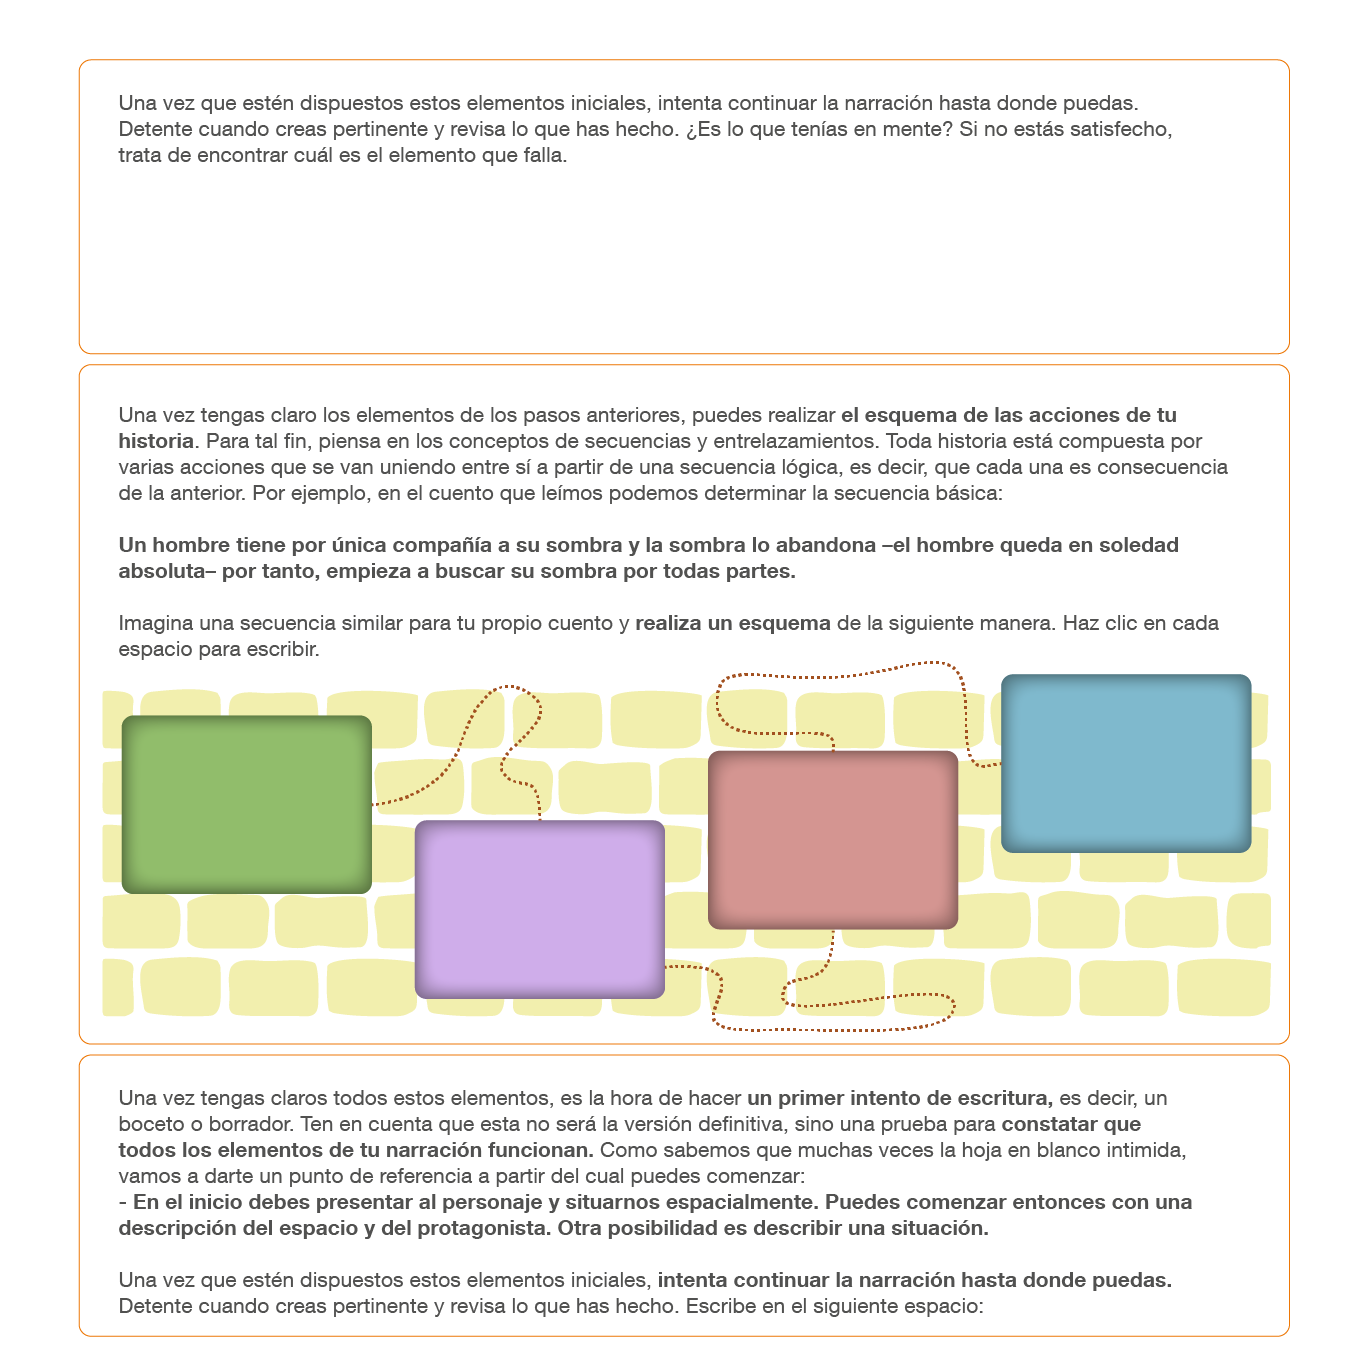 Una vez que estén dispuestos estos elementos iniciales, intenta continuar la narración hasta donde puedas.
Detente cuando creas pertinente y revisa lo que has hecho. ¿Es lo que tenías en mente? Si no estás satisfecho,
trata de encontrar cuál es el elemento que falla.
Una vez tengas claro los elementos de los pasos anteriores, puedes realizar el esquema de las acciones de tu
historia. Para tal fin, piensa en los conceptos de secuencias y entrelazamientos. Toda historia está compuesta por
varias acciones que se van uniendo entre sí a partir de una secuencia lógica, es decir, que cada una es consecuencia
de la anterior. Por ejemplo, en el cuento que leímos podemos determinar la secuencia básica:
Un hombre tiene por única compañía a su sombra y la sombra lo abandona –el hombre queda en soledad
absoluta– por tanto, empieza a buscar su sombra por todas partes.
Imagina una secuencia similar para tu propio cuento y realiza un esquema de la siguiente manera. Haz clic en cada
espacio para escribir.
Una vez tengas claros todos estos elementos, es la hora de hacer un primer intento de escritura, es decir, un
boceto o borrador. Ten en cuenta que esta no será la versión definitiva, sino una prueba para constatar que
todos los elementos de tu narración funcionan. Como sabemos que muchas veces la hoja en blanco intimida,
vamos a darte un punto de referencia a partir del cual puedes comenzar:
- En el inicio debes presentar al personaje y situarnos espacialmente. Puedes comenzar entonces con una
descripción del espacio y del protagonista. Otra posibilidad es describir una situación.
Una vez que estén dispuestos estos elementos iniciales, intenta continuar la narración hasta donde puedas.
Detente cuando creas pertinente y revisa lo que has hecho. Escribe en el siguiente espacio: